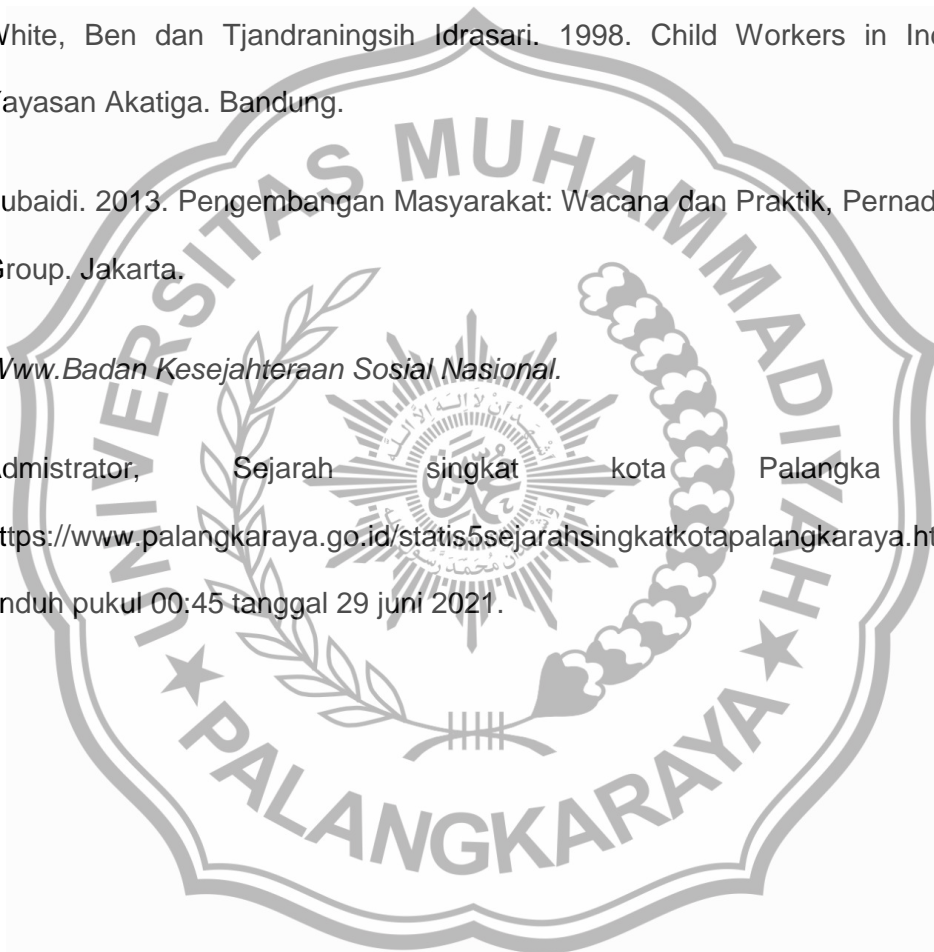 White, Ben dan Tjandraningsih Idrasari. 1998. Child Workers in
Yayasan Akatiga. Bandung.
ubaidi. 2013. Pengembangan Masyarakat: Wacana dan Praktik, Pernad
Group. Jakarta.
Www.Badan Kesejahteraan Sosial Nasional.
Admistrator, Sejarah singkat kota Palangka
ttps://www.palangkaraya.go.id/statis5sejarahsingkatkotapalangkaraya.ht
nduh pukul 00:45 tanggal 29 juni 2021.
UNIVERSITAS MUHAMMADIYAH
PALANGKARAYA